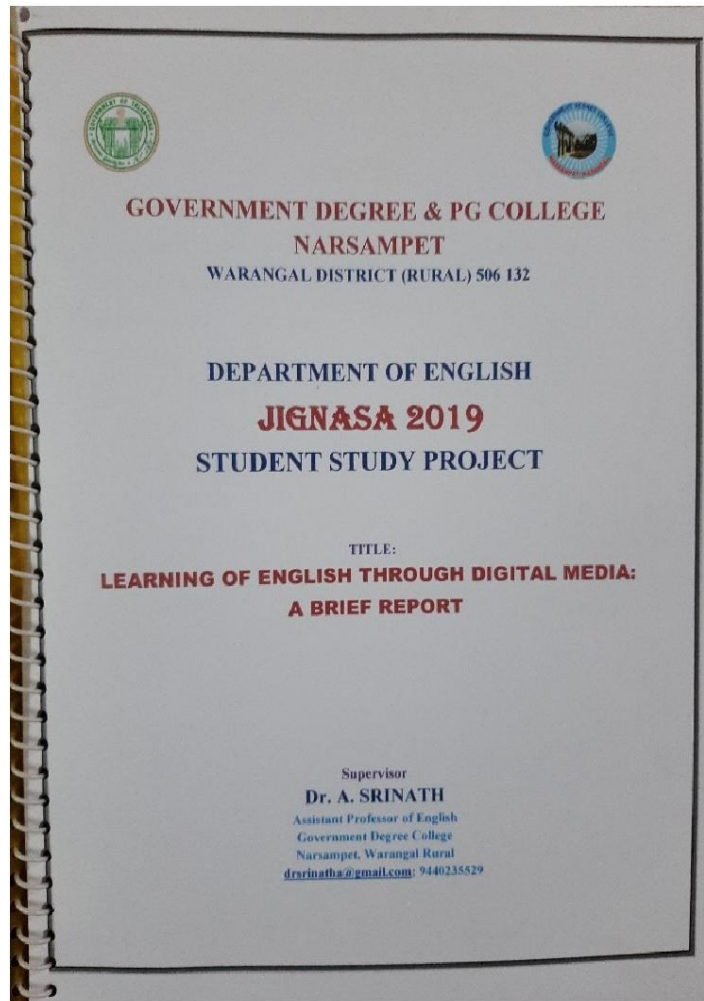 GOVERNMENT DEGREE & PG COLLEGE
NARSAMPET
WARANGAL DISTRICT (RURAL) 506 132
DEPARTMENT OF ENGLISH
JIGNASA 2019
STUDENT STUDY PROJECT
TITLE:
LEARNING OF ENGLISH THROUGH DIGITAL MEDIA:
A BRIEF REPORT
Supervisor
Dr. A. SRINATH
Assistant Professor of English
Government Degree College
Narsampet, Warangal Rural
drsrinatha@gmail.com: 9440235529